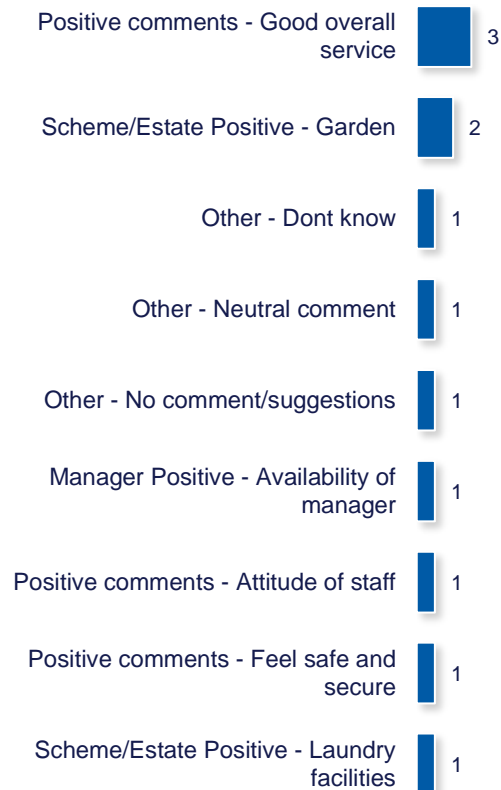 Positive comments - Good overall
service
3
Scheme/Estate Positive - Garden
2
Other - Dont know
1
Other - Neutral comment
1
Other - No comment/suggestions
1
Manager Positive - Availability of
manager
1
Positive comments - Attitude of staff
1
Positive comments - Feel safe and
secure
1
Scheme/Estate Positive - Laundry
facilities
1